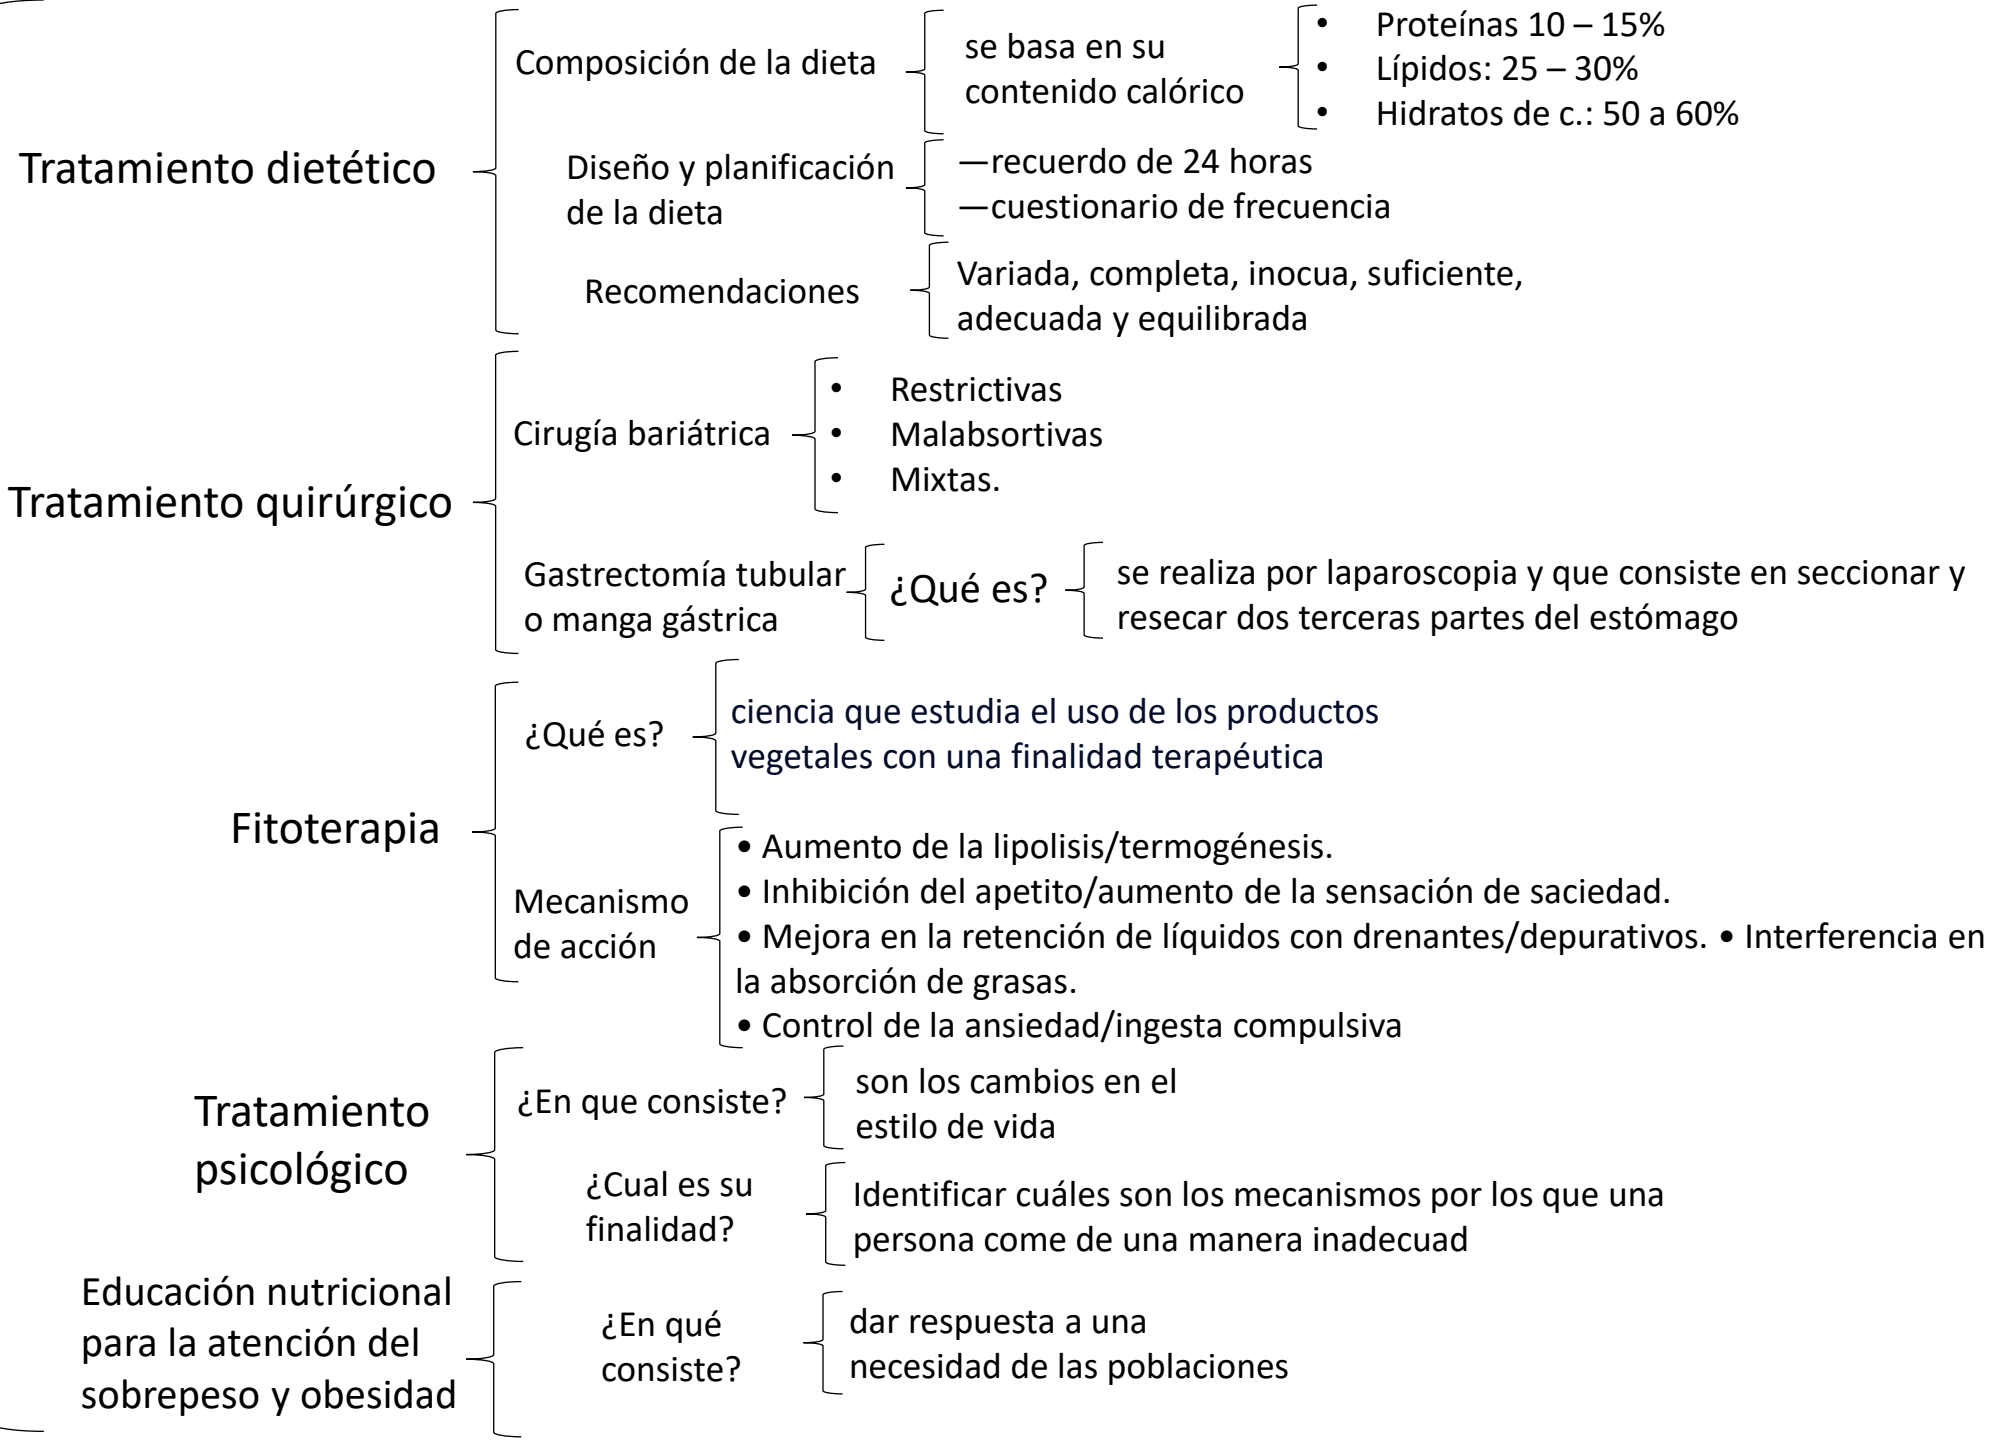 Tratamiento dietético
Composición de la dieta
se basa en su
contenido calórico
• Proteínas 10 – 15%
• Lípidos: 25 – 30%
• Hidratos de c.: 50 a 60%
Diseño y planificación
de la dieta
—recuerdo de 24 horas
—cuestionario de frecuencia
Recomendaciones
Variada, completa, inocua, suficiente,
adecuada y equilibrada
Tratamiento quirúrgico
Cirugía bariátrica
• Restrictivas
• Malabsortivas
• Mixtas.
Gastrectomía tubular
o manga gástrica
¿Qué es?
se realiza por laparoscopia y que consiste en seccionar y
resecar dos terceras partes del estómago
Fitoterapia
¿Qué es?
ciencia que estudia el uso de los productos
vegetales con una finalidad terapéutica
Mecanismo
de acción
• Aumento de la lipolisis/termogénesis.
• Inhibición del apetito/aumento de la sensación de saciedad.
• Mejora en la retención de líquidos con drenantes/depurativos. • Interferencia en
la absorción de grasas.
• Control de la ansiedad/ingesta compulsiva
Tratamiento
psicológico
¿En que consiste?
son los cambios en el
estilo de vida
¿Cual es su
finalidad?
Identificar cuáles son los mecanismos por los que una
persona come de una manera inadecuad
Educación nutricional
para la atención del
sobrepeso y obesidad
¿En qué
consiste?
dar respuesta a una
necesidad de las poblaciones